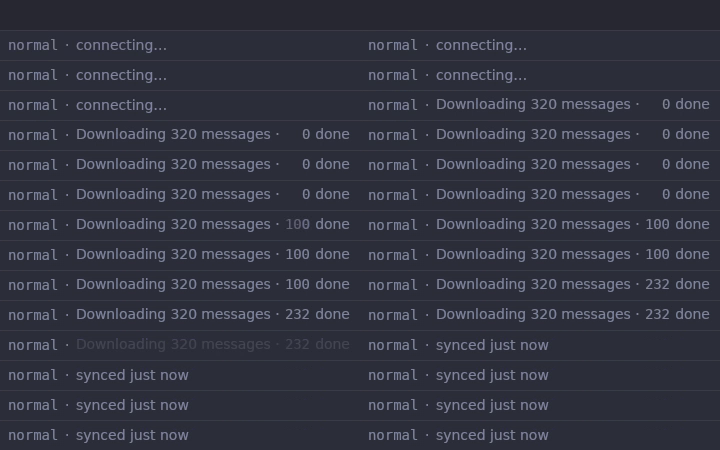 normal · connecting… normal · connecting…
normal · connecting… normal · connecting…
normal · connecting… normal · Downloading 320 messages · 0 done
normal · Downloading 320 messages · 0 done normal · Downloading 320 messages · 0 done
normal · Downloading 320 messages · 0 done normal · Downloading 320 messages · 0 done
normal · Downloading 320 messages · 0 done normal · Downloading 320 messages · 0 done
normal · Downloading 320 messages · 100 done normal · Downloading 320 messages · 100 done
normal · Downloading 320 messages · 100 done normal · Downloading 320 messages · 100 done
normal · Downloading 320 messages · 100 done normal · Downloading 320 messages · 232 done
normal · Downloading 320 messages · 232 done normal · Downloading 320 messages · 232 done
normal · Downloading 320 messages · 232 done normal · synced just now
normal · synced just now normal · synced just now
normal · synced just now normal · synced just now
normal · synced just now normal · synced just now